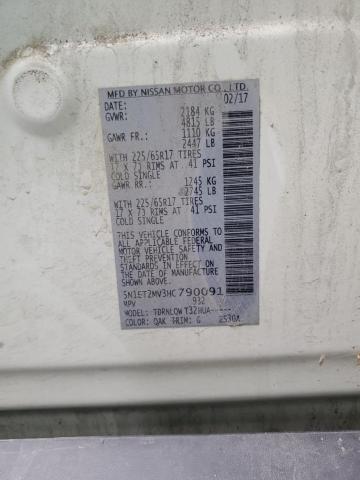 MFD BY NISSAN MOTOR CO., LTD.
DATE: 02/17
GVWR: 2184 KG
4815 LB
GAWR FR.: 1110 KG
2447 LB
WITH 225/65R17 TIRES
17 X 7J RIMS AT 41 PSI
COLD SINGLE
GAWR RR.: 1245 KG
2745 LB
WITH 225/65R17 TIRES
17 X 7J RIMS AT 41 PSI
COLD SINGLE
THIS VEHICLE CONFORMS TO
ALL APPLICABLE FEDERAL
MOTOR VEHICLE SAFETY
AND THEFT PREVENTION
STANDARDS IN EFFECT ON
THE DATE OF MANUFACTURE
SHOWN ABOVE.
5N1ET2MV3HC790091
MPV 932
MODEL: TDRNLQW T32HUA-----
COLOR: QAK TRIM: G 2530A